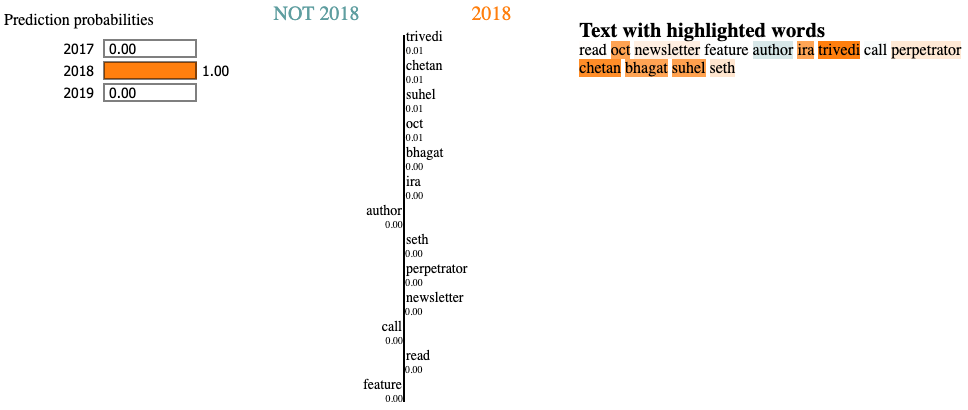 Prediction probabilities
2017 0.00
2018 1.00
2019 0.00
NOT 2018 2018
trivedi
0.01
chetan
0.01
suhel
0.01
oct
0.01
bhagat
0.00
ira
0.00
author
0.00
seth
0.00
perpetrator
0.00
newsletter
0.00
call
0.00
read
0.00
feature
0.00
Text with highlighted words
read oct newsletter feature author ira trivedi call perpetrator
chetan bhagat suhel seth